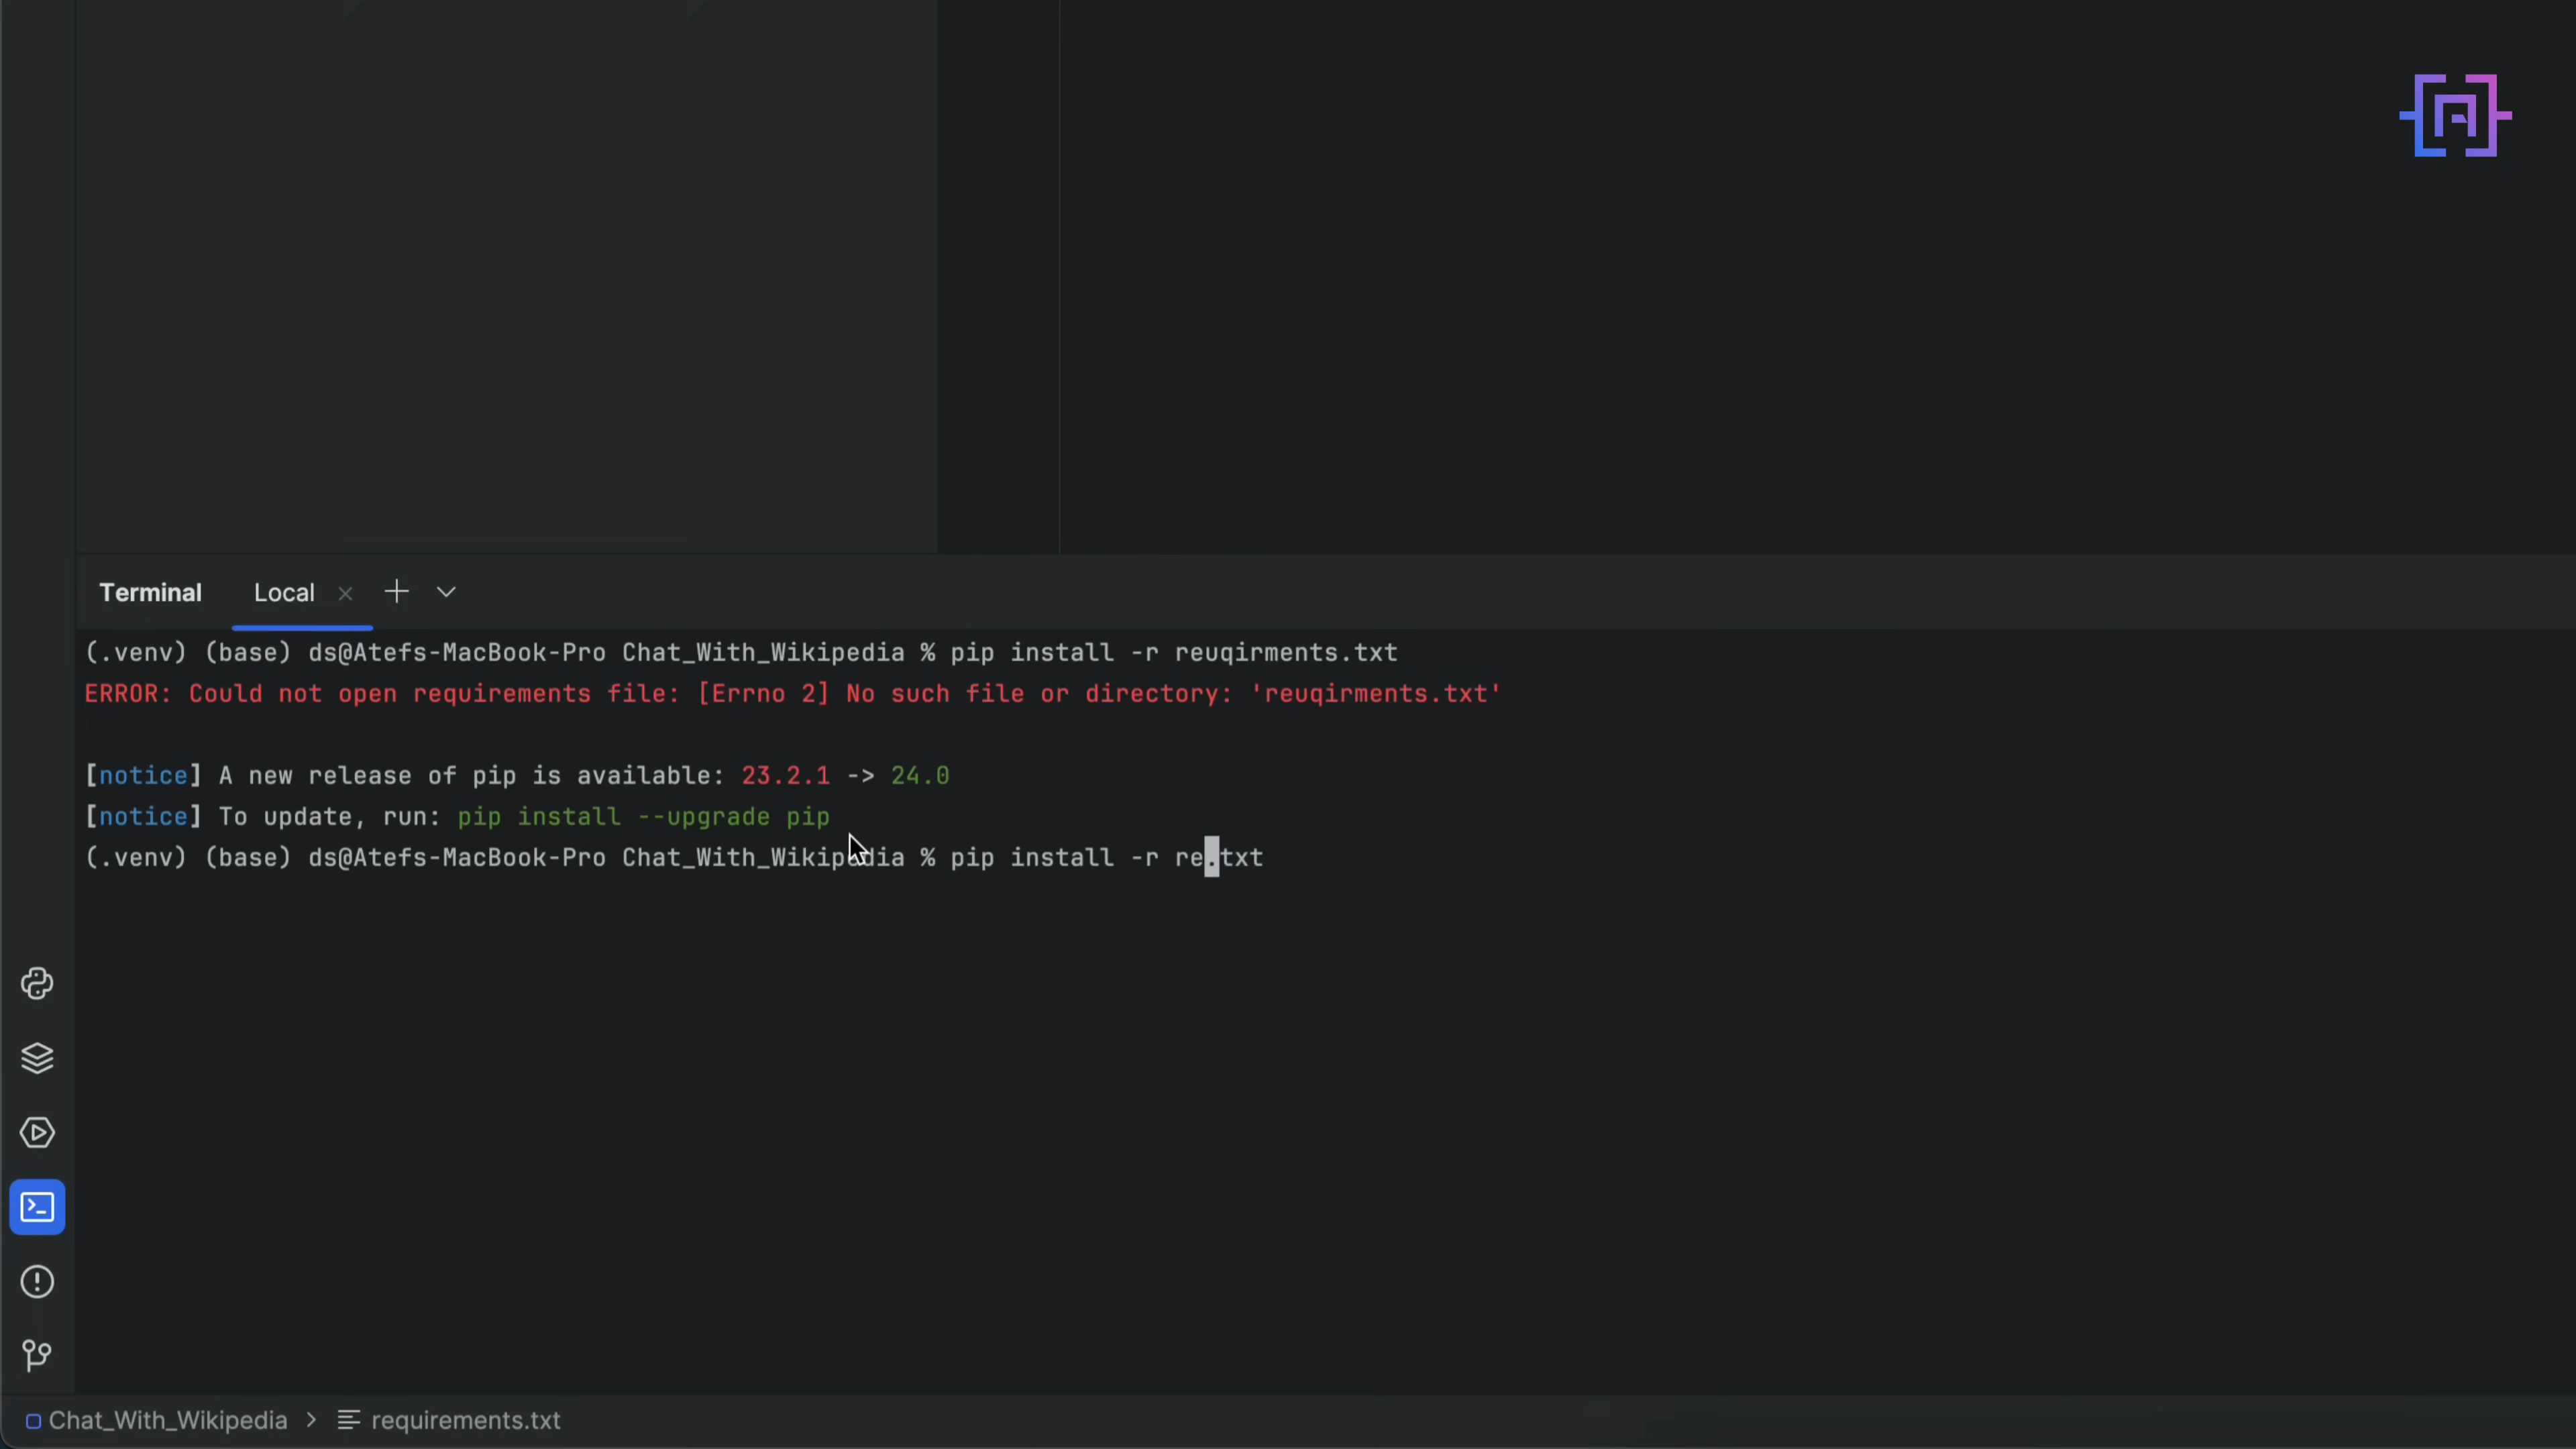 Terminal Local
(.venv) (base) ds@Atefs-MacBook-Pro Chat_With_Wikipedia % pip install -r reuqirments.txt
ERROR: Could not open requirements file: [Errno 2] No such file or directory: 'reuqirments.txt'
[notice] A new release of pip is available: 23.2.1 -> 24.0
[notice] To update, run: pip install --upgrade pip
(.venv) (base) ds@Atefs-MacBook-Pro Chat_With_Wikipedia % pip install -r re.txt
Chat_With_Wikipedia > requirements.txt